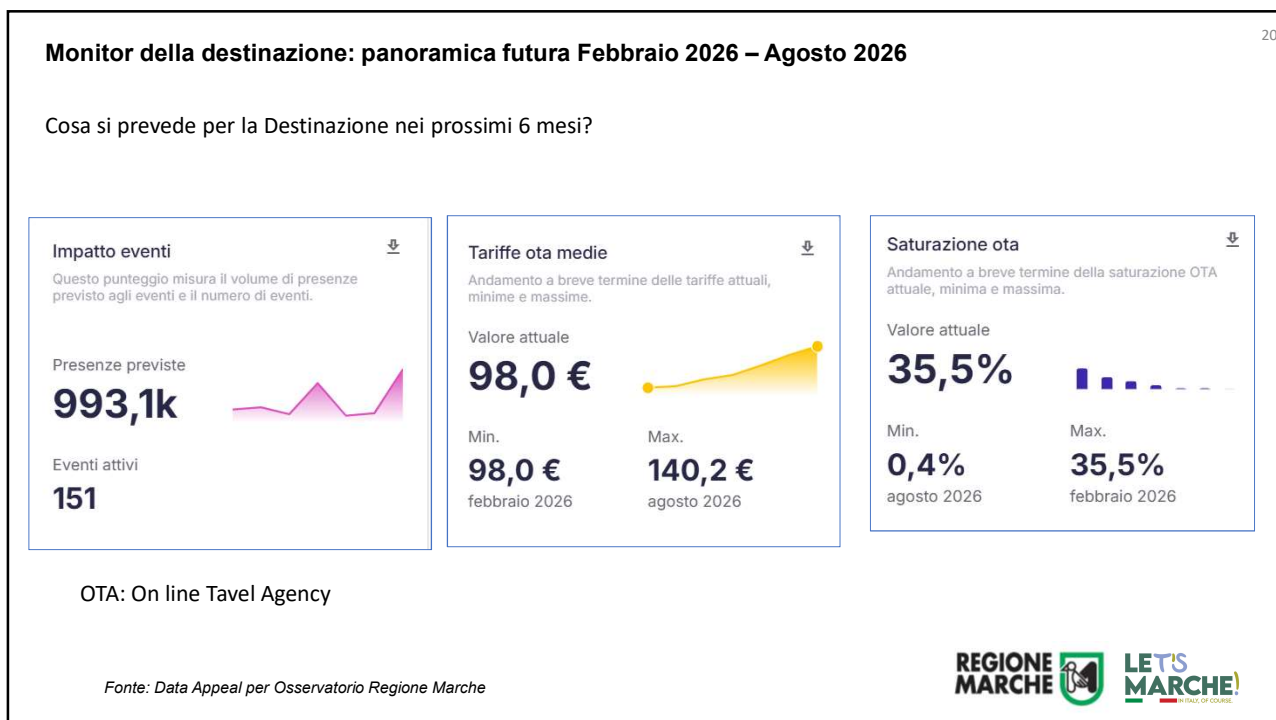 20
Monitor della destinazione: panoramica futura Febbraio 2026 – Agosto 2026
Cosa si prevede per la Destinazione nei prossimi 6 mesi?
Impatto eventi
Questo punteggio misura il volume di presenze
previsto agli eventi e il numero di eventi.
Presenze previste
993,1k
Eventi attivi
151
Tariffe ota medie
Andamento a breve termine delle tariffe attuali,
minime e massime.
Valore attuale
98,0 €
Min.
98,0 €
febbraio 2026
Max.
140,2 €
agosto 2026
Saturazione ota
Andamento a breve termine della saturazione OTA
attuale, minima e massima.
Valore attuale
35,5%
Min.
0,4%
agosto 2026
Max.
35,5%
febbraio 2026
OTA: On line Tavel Agency
Fonte: Data Appeal per Osservatorio Regione Marche
REGIONE
MARCHE
LET'S
MARCHE!
IN ITALY, OF COURSE.